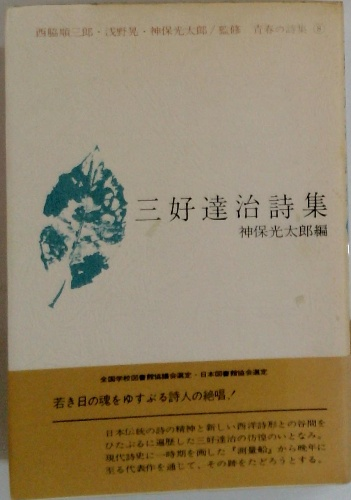 西脇順三郎・浅野晃・神保光太郎/監修 青春の詩集
三好達治詩集
神保光太郎編
全国学校図書館協議会選定・日本図書館協会選定
若き日の魂をゆすぶる詩人の絶唱!
日本伝統の詩の精神と新しい西洋詩形との谷間を
ひたぶるに遍歴した三好達治の彷徨のいとなみ。
現代詩史に一時期を画した『測量船』から晩年に
至る代表作を通じて、その跡をたどろうとする。